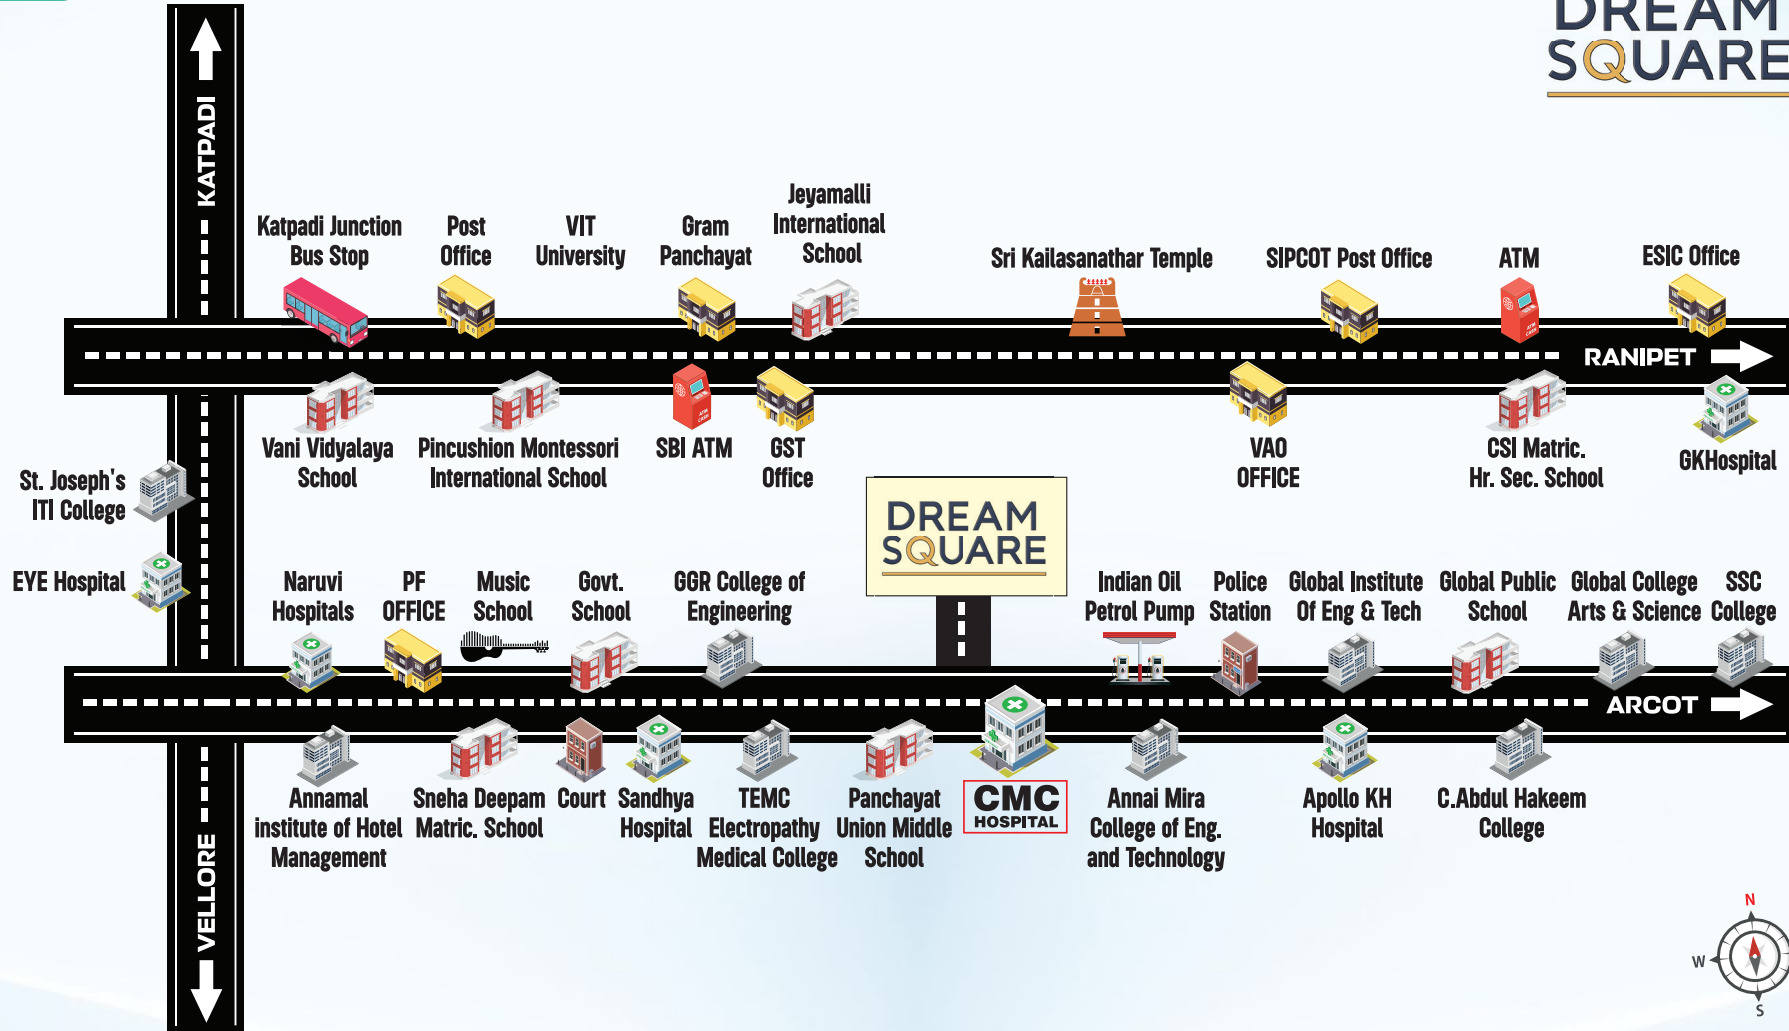 DREAM
SQUARE
KATPADI
Katpadi Junction
Bus Stop
Post
Office
VIT
University
Gram
Panchayat
Jeyamalli
International
School
Sri Kailasanathar Temple
SIPCOT Post Office
ATM
ESIC Office
RANIPET
Vani Vidyalaya
School
Pincushion Montessori
International School
SBI ATM
GST
Office
VAO
OFFICE
CSI Matric.
Hr. Sec. School
GKHospital
St. Joseph's
ITI College
EYE Hospital
DREAM
SQUARE
Naruvi
Hospitals
PF
OFFICE
Music
School
Govt.
School
GGR College of
Engineering
Indian Oil
Petrol Pump
Police
Station
Global Institute
Of Eng & Tech
Global Public
School
Global College
Arts & Science
SSC
College
ARCOT
Annamal
institute of Hotel
Management
Sneha Deepam
Matric. School
Court
Sandhya
Hospital
TEMC
Electropathy
Medical College
Panchayat
Union Middle
School
CMC
HOSPITAL
Annai Mira
College of Eng.
and Technology
Apollo KH
Hospital
C.Abdul Hakeem
College
VELLORE
N
W
S